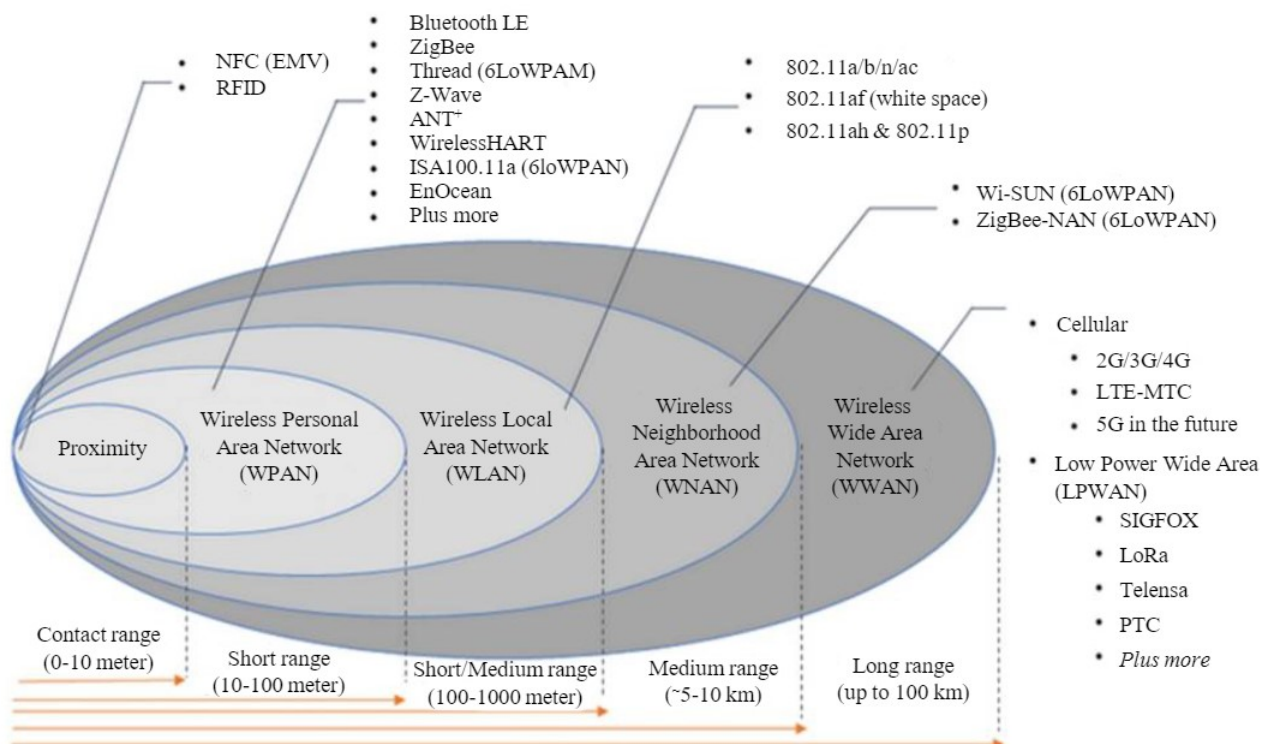 • NFC (EMV)
• RFID
• Bluetooth LE
• ZigBee
• Thread (6LoWPAM)
• Z-Wave
• ANT⁺
• WirelessHART
• ISA100.11a (6loWPAN)
• EnOcean
• Plus more
• 802.11a/b/n/ac
• 802.11af (white space)
• 802.11ah & 802.11p
• Wi-SUN (6LoWPAN)
• ZigBee-NAN (6LoWPAN)
• Cellular
• 2G/3G/4G
• LTE-MTC
• 5G in the future
• Low Power Wide Area
(LPWAN)
• SIGFOX
• LoRa
• Telensa
• PTC
• Plus more
Proximity
Wireless Personal
Area Network
(WPAN)
Wireless Local
Area Network
(WLAN)
Wireless
Neighborhood
Area Network
(WNAN)
Wireless
Wide Area
Network
(WWAN)
Contact range
(0-10 meter)
Short range
(10-100 meter)
Short/Medium range
(100-1000 meter)
Medium range
(~5-10 km)
Long range
(up to 100 km)